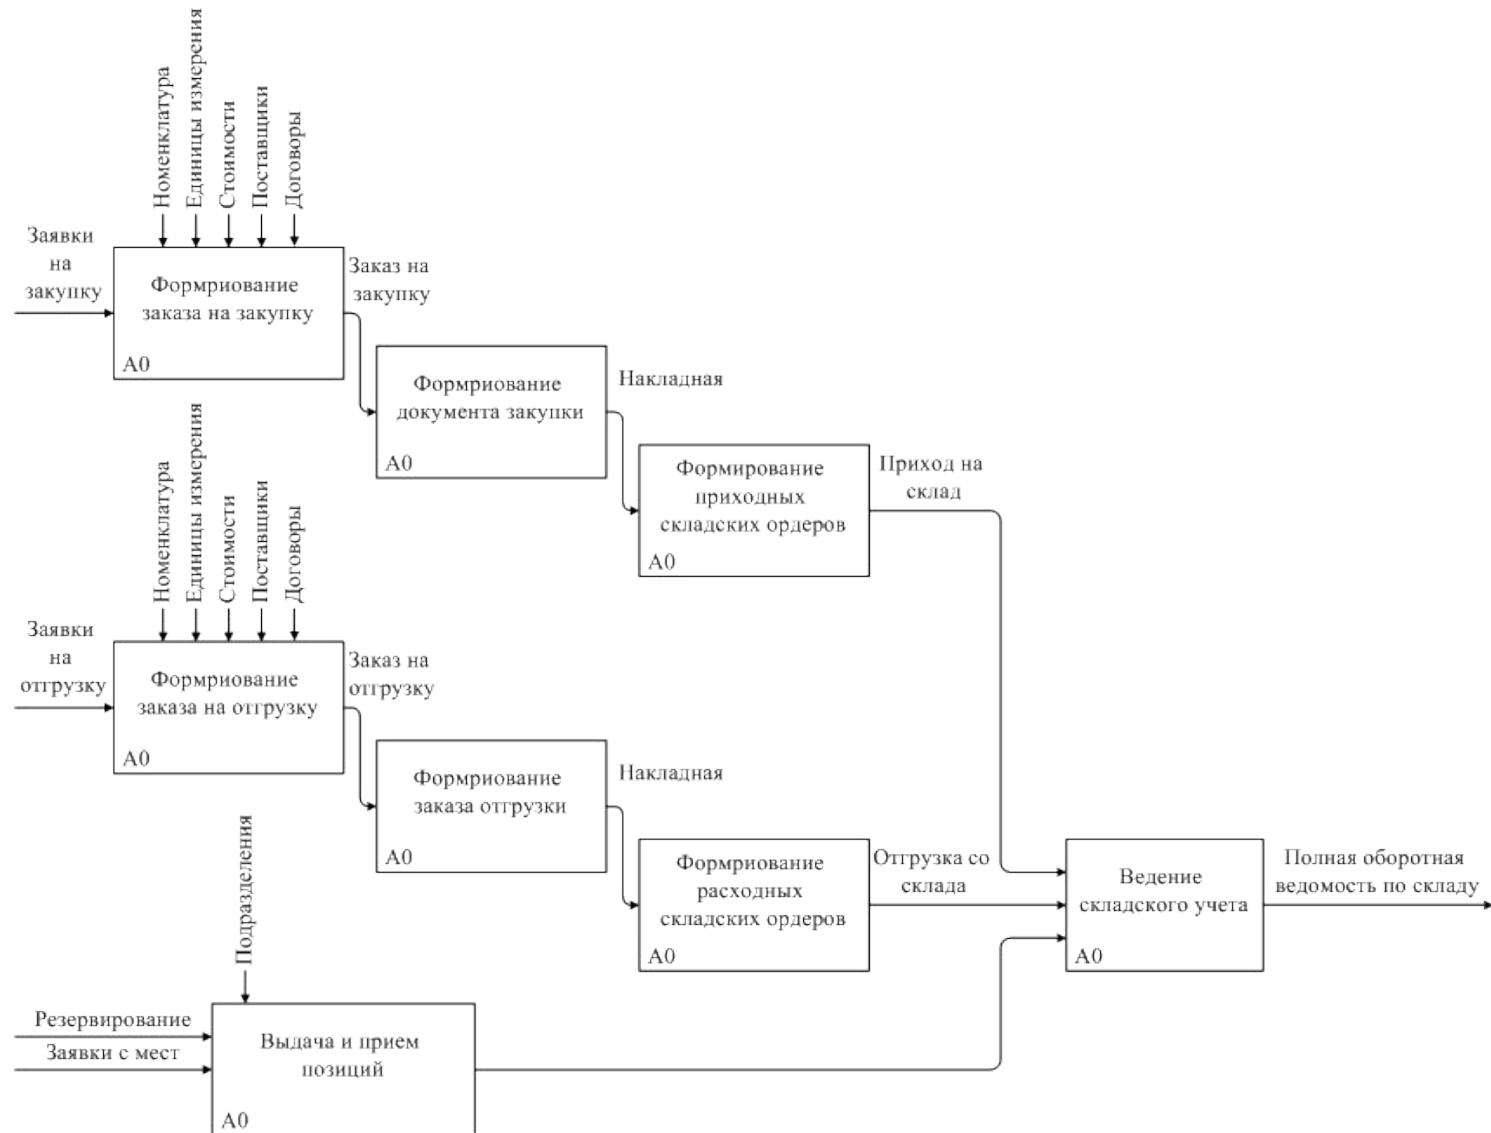 Номенклатура
Единицы измерения
Стоимости
Поставщики
Договоры
Заявки
на
закупку
Формриование
заказа на закупку
A0
Заказ на
закупку
Формриование
документа закупки
A0
Накладная
Формирование
приходных
складских ордеров
A0
Приход на
склад
Номенклатура
Единицы измерения
Стоимости
Поставщики
Договоры
Заявки
на
отгрузку
Формриование
заказа на отгрузку
A0
Заказ на
отгрузку
Формриование
заказа отгрузки
A0
Накладная
Формриование
расходных
складских ордеров
A0
Отгрузка со
склада
Ведение
складского учета
A0
Полная оборотная
ведомость по складу
Подразделения
Резервирование
Заявки с мест
Выдача и прием
позиций
A0